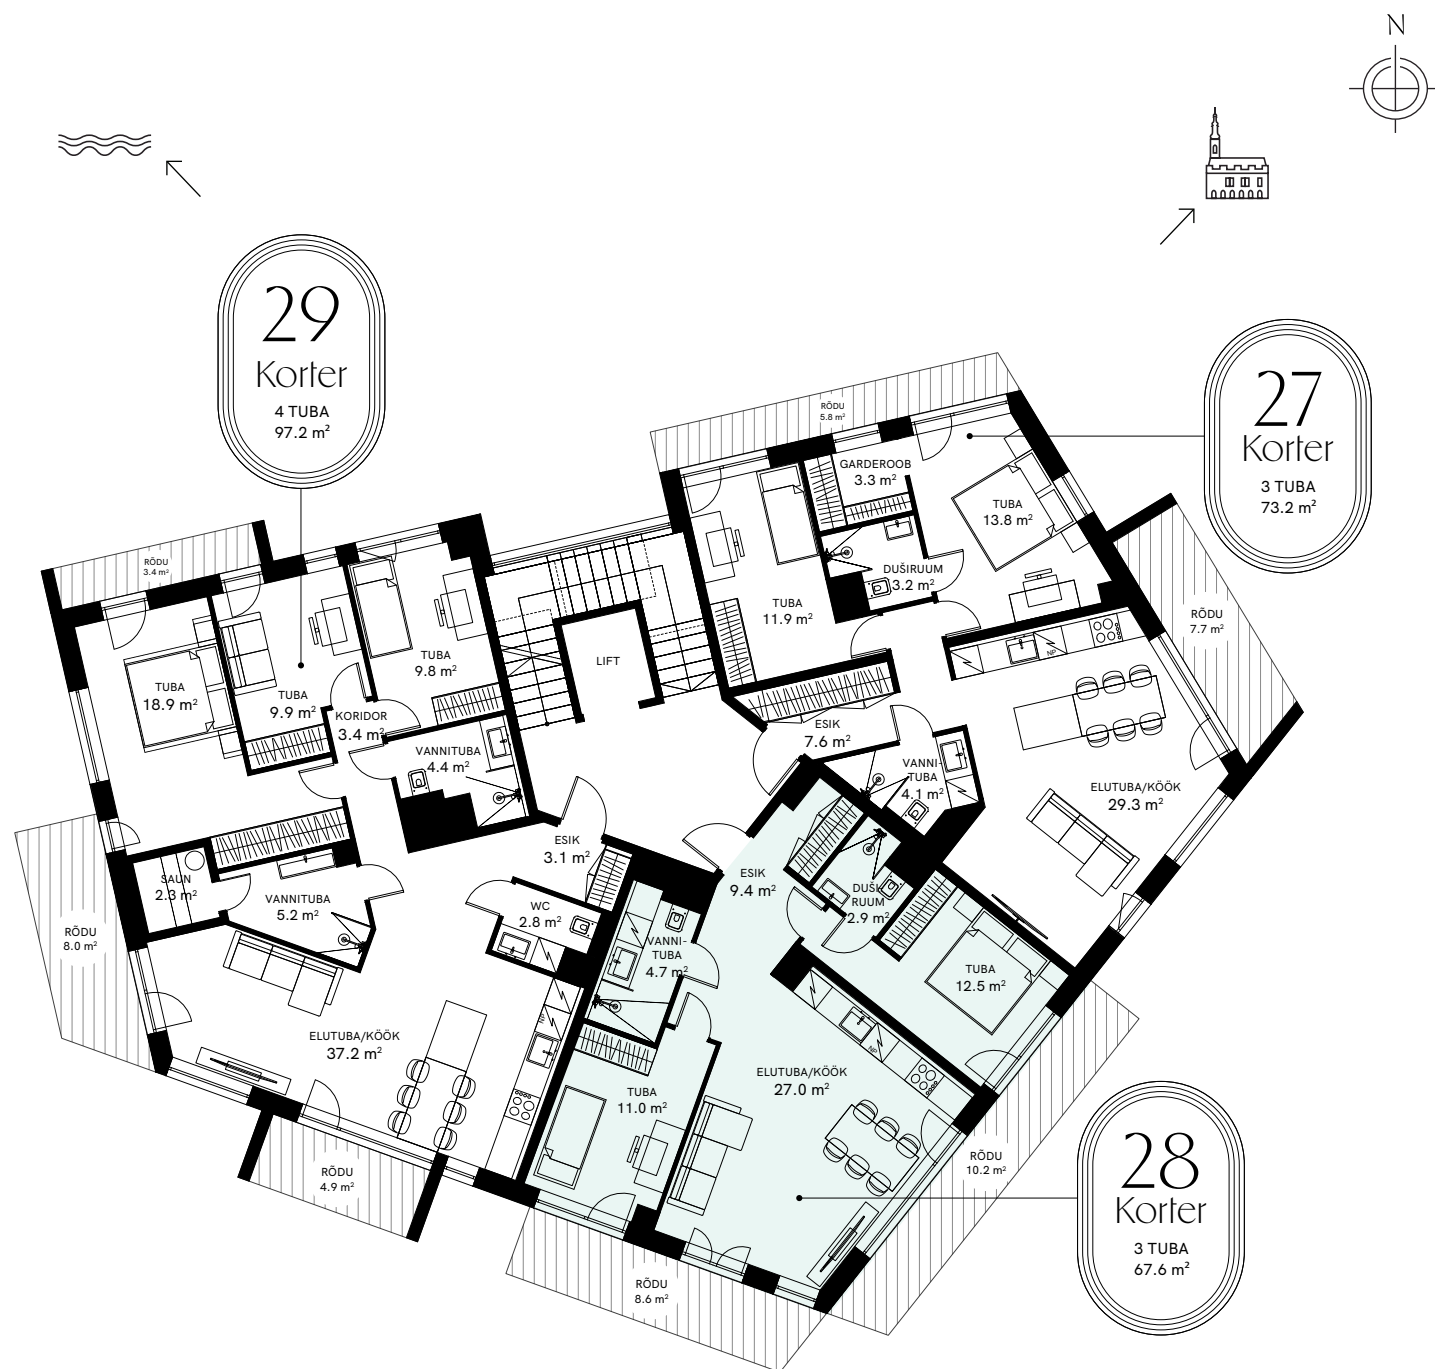 N
29
Korter
4 TUBA
97.2 m²
27
Korter
3 TUBA
73.2 m²
RÕDU
5.8 m²
GARDEROOB
3.3 m²
TUBA
13.8 m²
DUŠIRUUM
3.2 m²
TUBA
11.9 m²
RÕDU
7.7 m²
NP
RÕDU
3.4 m²
TUBA
18.9 m²
TUBA
9.9 m²
TUBA
9.8 m²
LIFT
KORIDOR
3.4 m²
VANNITUBA
4.4 m²
ESIK
7.6 m²
VANNI-
TUBA
4.1 m²
ELUTUBA/KÖÖK
29.3 m²
ESIK
3.1 m²
SAUN
2.3 m²
VANNITUBA
5.2 m²
WC
2.8 m²
RÕDU
8.0 m²
ESIK
9.4 m²
DUŠI-
RUUM
2.9 m²
VANNI-
TUBA
4.7 m²
TUBA
12.5 m²
NP
ELUTUBA/KÖÖK
37.2 m²
NP
ELUTUBA/KÖÖK
27.0 m²
TUBA
11.0 m²
RÕDU
4.9 m²
RÕDU
10.2 m²
RÕDU
8.6 m²
28
Korter
3 TUBA
67.6 m²